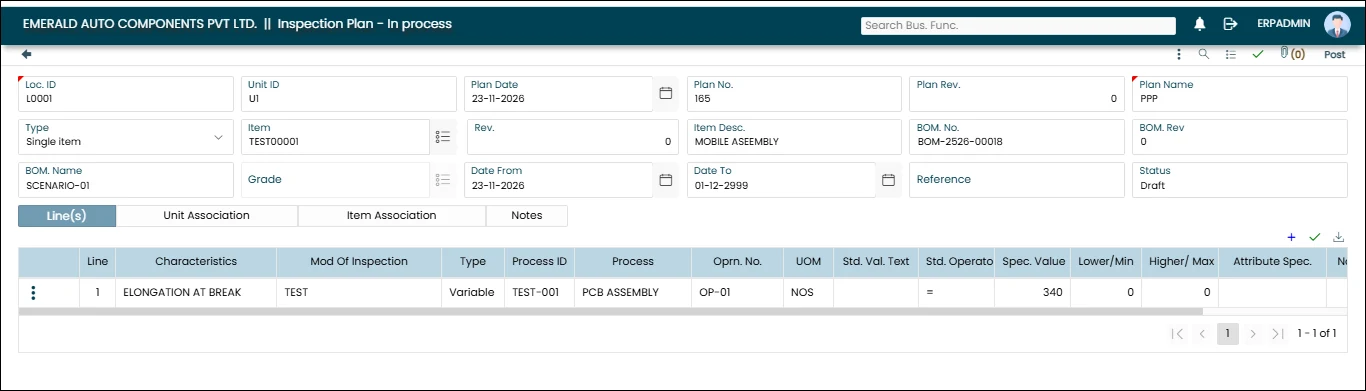 EMERALD AUTO COMPONENTS PVT LTD. || Inspection Plan - In process
Search Bus. Func.
ERPADMIN
(0)
Post
Loc. ID
L0001
Unit ID
U1
Plan Date
23-11-2026
Plan No.
165
Plan Rev.
0
Plan Name
PPP
Type
Single item
Item
TEST00001
Rev.
0
Item Desc.
MOBILE ASEEMBLY
BOM. No.
BOM-2526-00018
BOM. Rev
0
BOM. Name
SCENARIO-01
Grade
Date From
23-11-2026
Date To
01-12-2999
Reference
Status
Draft
Line(s) Unit Association Item Association Notes
Line Characteristics Mod Of Inspection Type Process ID Process Oprn. No. UOM Std. Val. Text Std. Operato Spec. Value Lower/Min Higher/ Max Attribute Spec. No
1 ELONGATION AT BREAK TEST Variable TEST-001 PCB ASSEMBLY OP-01 NOS = 340 0 0
1 1 - 1 of 1